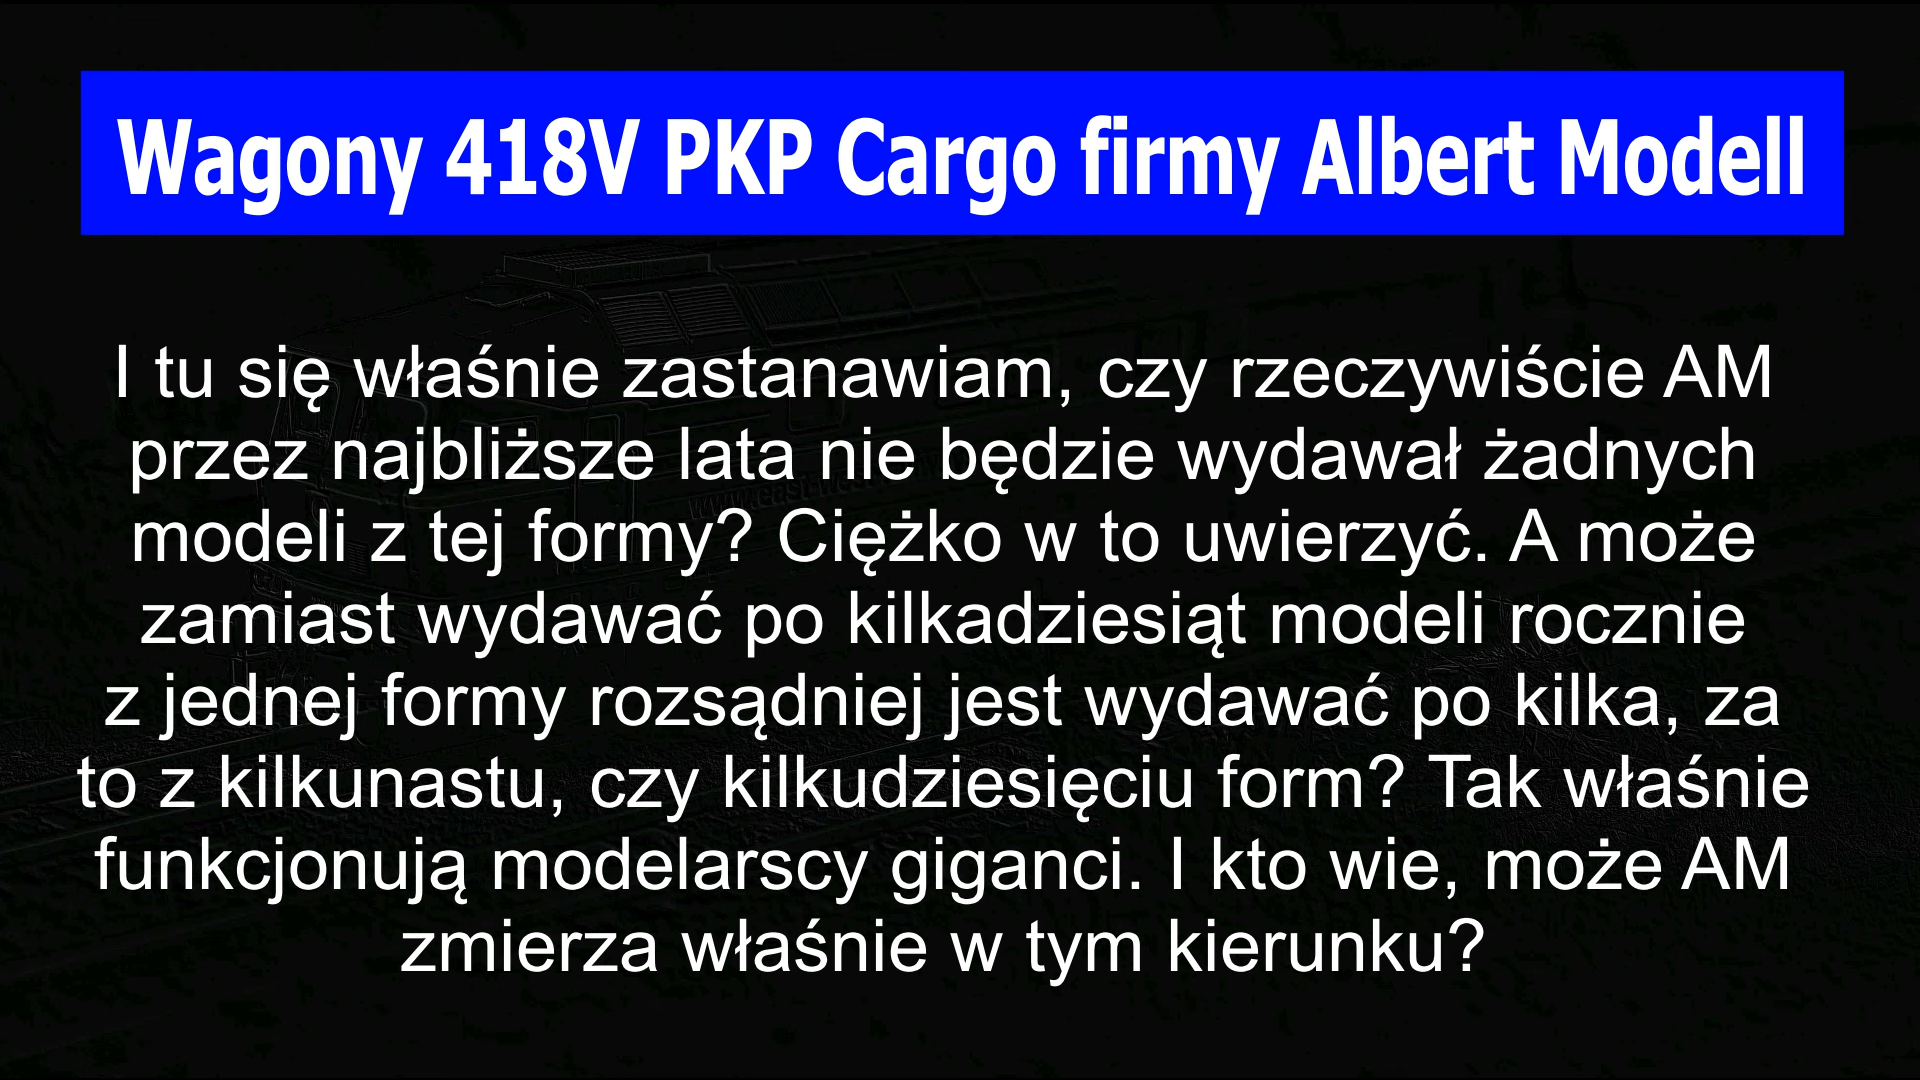 Wagony 418V PKP Cargo firmy Albert Modell
I tu się właśnie zastanawiam, czy rzeczywiście AM
przez najbliższe lata nie będzie wydawał żadnych
modeli z tej formy? Ciężko w to uwierzyć. A może
zamiast wydawać po kilkadziesiąt modeli rocznie
z jednej formy rozsądniej jest wydawać po kilka, za
to z kilkunastu, czy kilkudziesięciu form? Tak właśnie
funkcjonują modelarscy giganci. I kto wie, może AM
zmierza właśnie w tym kierunku?